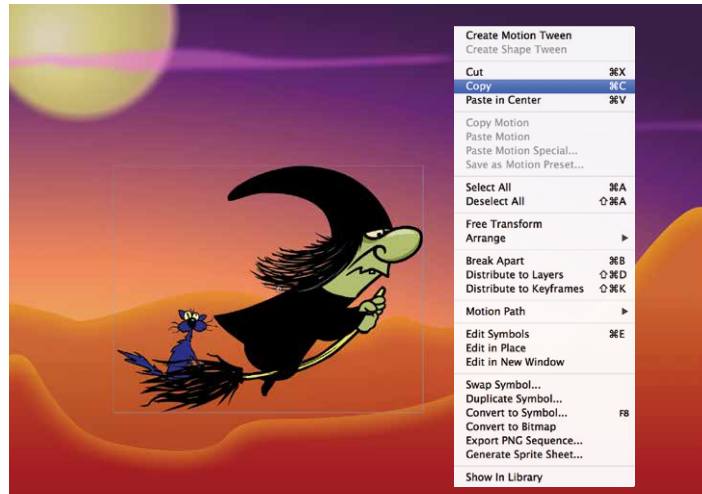 Create Motion Tween
Create Shape Tween
Cut ⌘X
Copy ⌘C
Paste in Center ⌘V
Copy Motion
Paste Motion
Paste Motion Special...
Save as Motion Preset...
Select All ⌘A
Deselect All ⇧⌘A
Free Transform
Arrange ▶
Break Apart ⌘B
Distribute to Layers ⇧⌘D
Distribute to Keyframes ⇧⌘K
Motion Path ▶
Edit Symbols ⌘E
Edit in Place
Edit in New Window
Swap Symbol...
Duplicate Symbol...
Convert to Symbol... F8
Convert to Bitmap
Export PNG Sequence...
Generate Sprite Sheet...
Show In Library